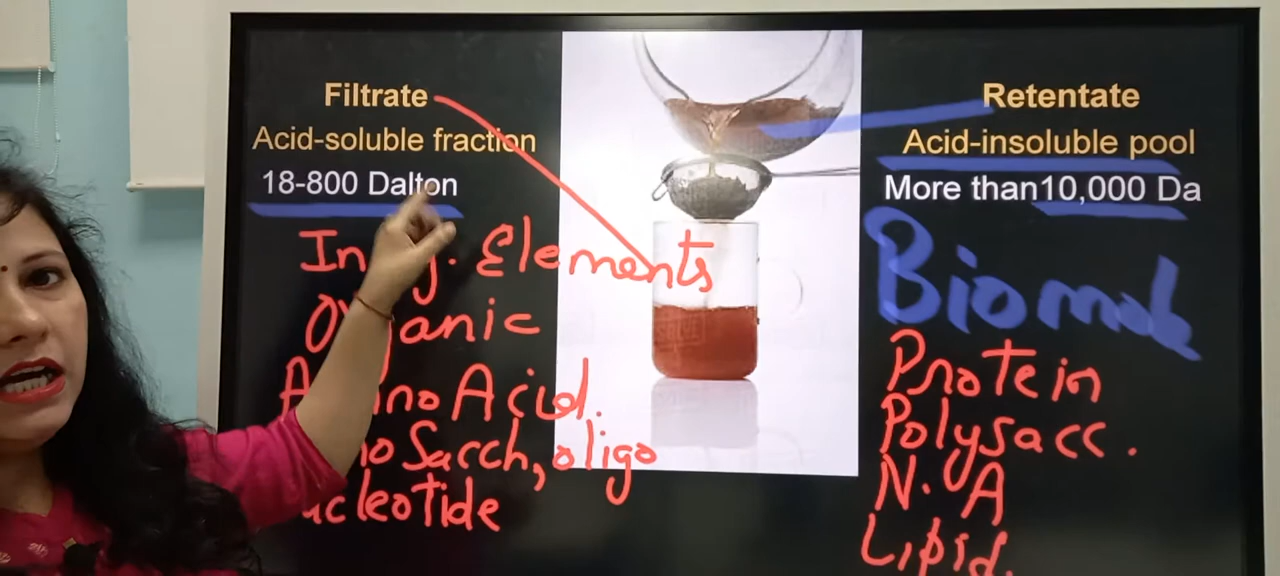 Filtrate
Acid-soluble fraction
18-800 Dalton
Elements
Organic
Acid.
Sacch, oligo
Retentate
Acid-insoluble pool
More than10,000 Da
Biomol
Protein
Polysacc.
N.A
Lipid.